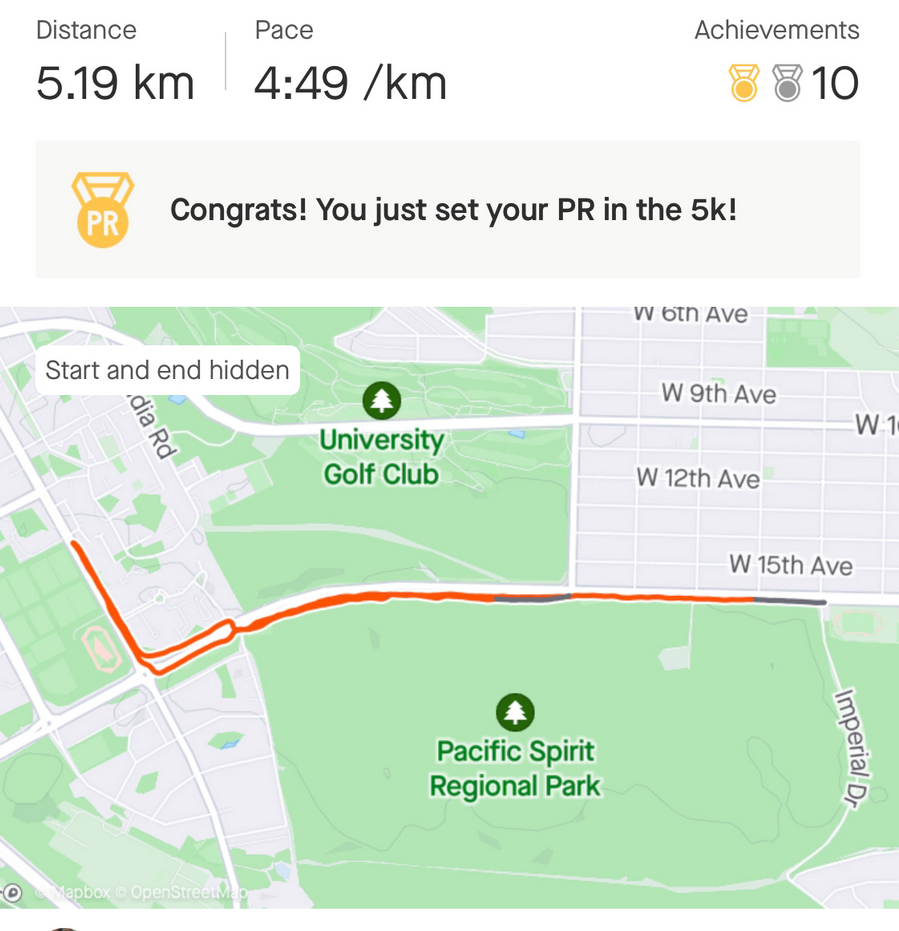 Distance
Pace
Achievements
5.19 km
4:49 /km
10
PR
Congrats! You just set your PR in the 5k!
W 6th Ave
Start and end hidden
W 9th Ave
dia Rd
W 1
University
Golf Club
W 12th Ave
W 15th Ave
Imperial Dr
Pacific Spirit
Regional Park
© Mapbox © OpenStreetMap